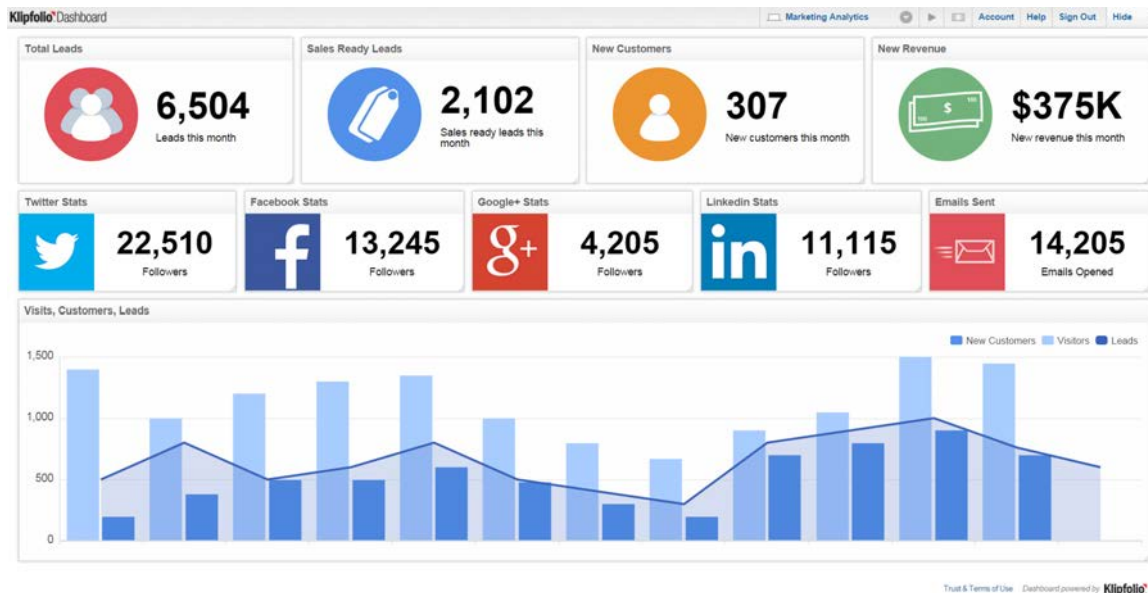 Klipfolio Dashboard
Marketing Analytics
Account Help Sign Out Hide
Total Leads
6,504
Leads this month
Sales Ready Leads
2,102
Sales ready leads this
month
New Customers
307
New customers this month
New Revenue
$ 100
100
$375K
New revenue this month
Twitter Stats
22,510
Followers
Facebook Stats
f
13,245
Followers
Google+ Stats
g+
4,205
Followers
Linkedin Stats
in
11,115
Followers
Emails Sent
14,205
Emails Opened
Visits, Customers, Leads
New Customers Visitors Leads
1,500
1,000
500
0
Trust & Terms of Use Dashboard powered by Klipfolio